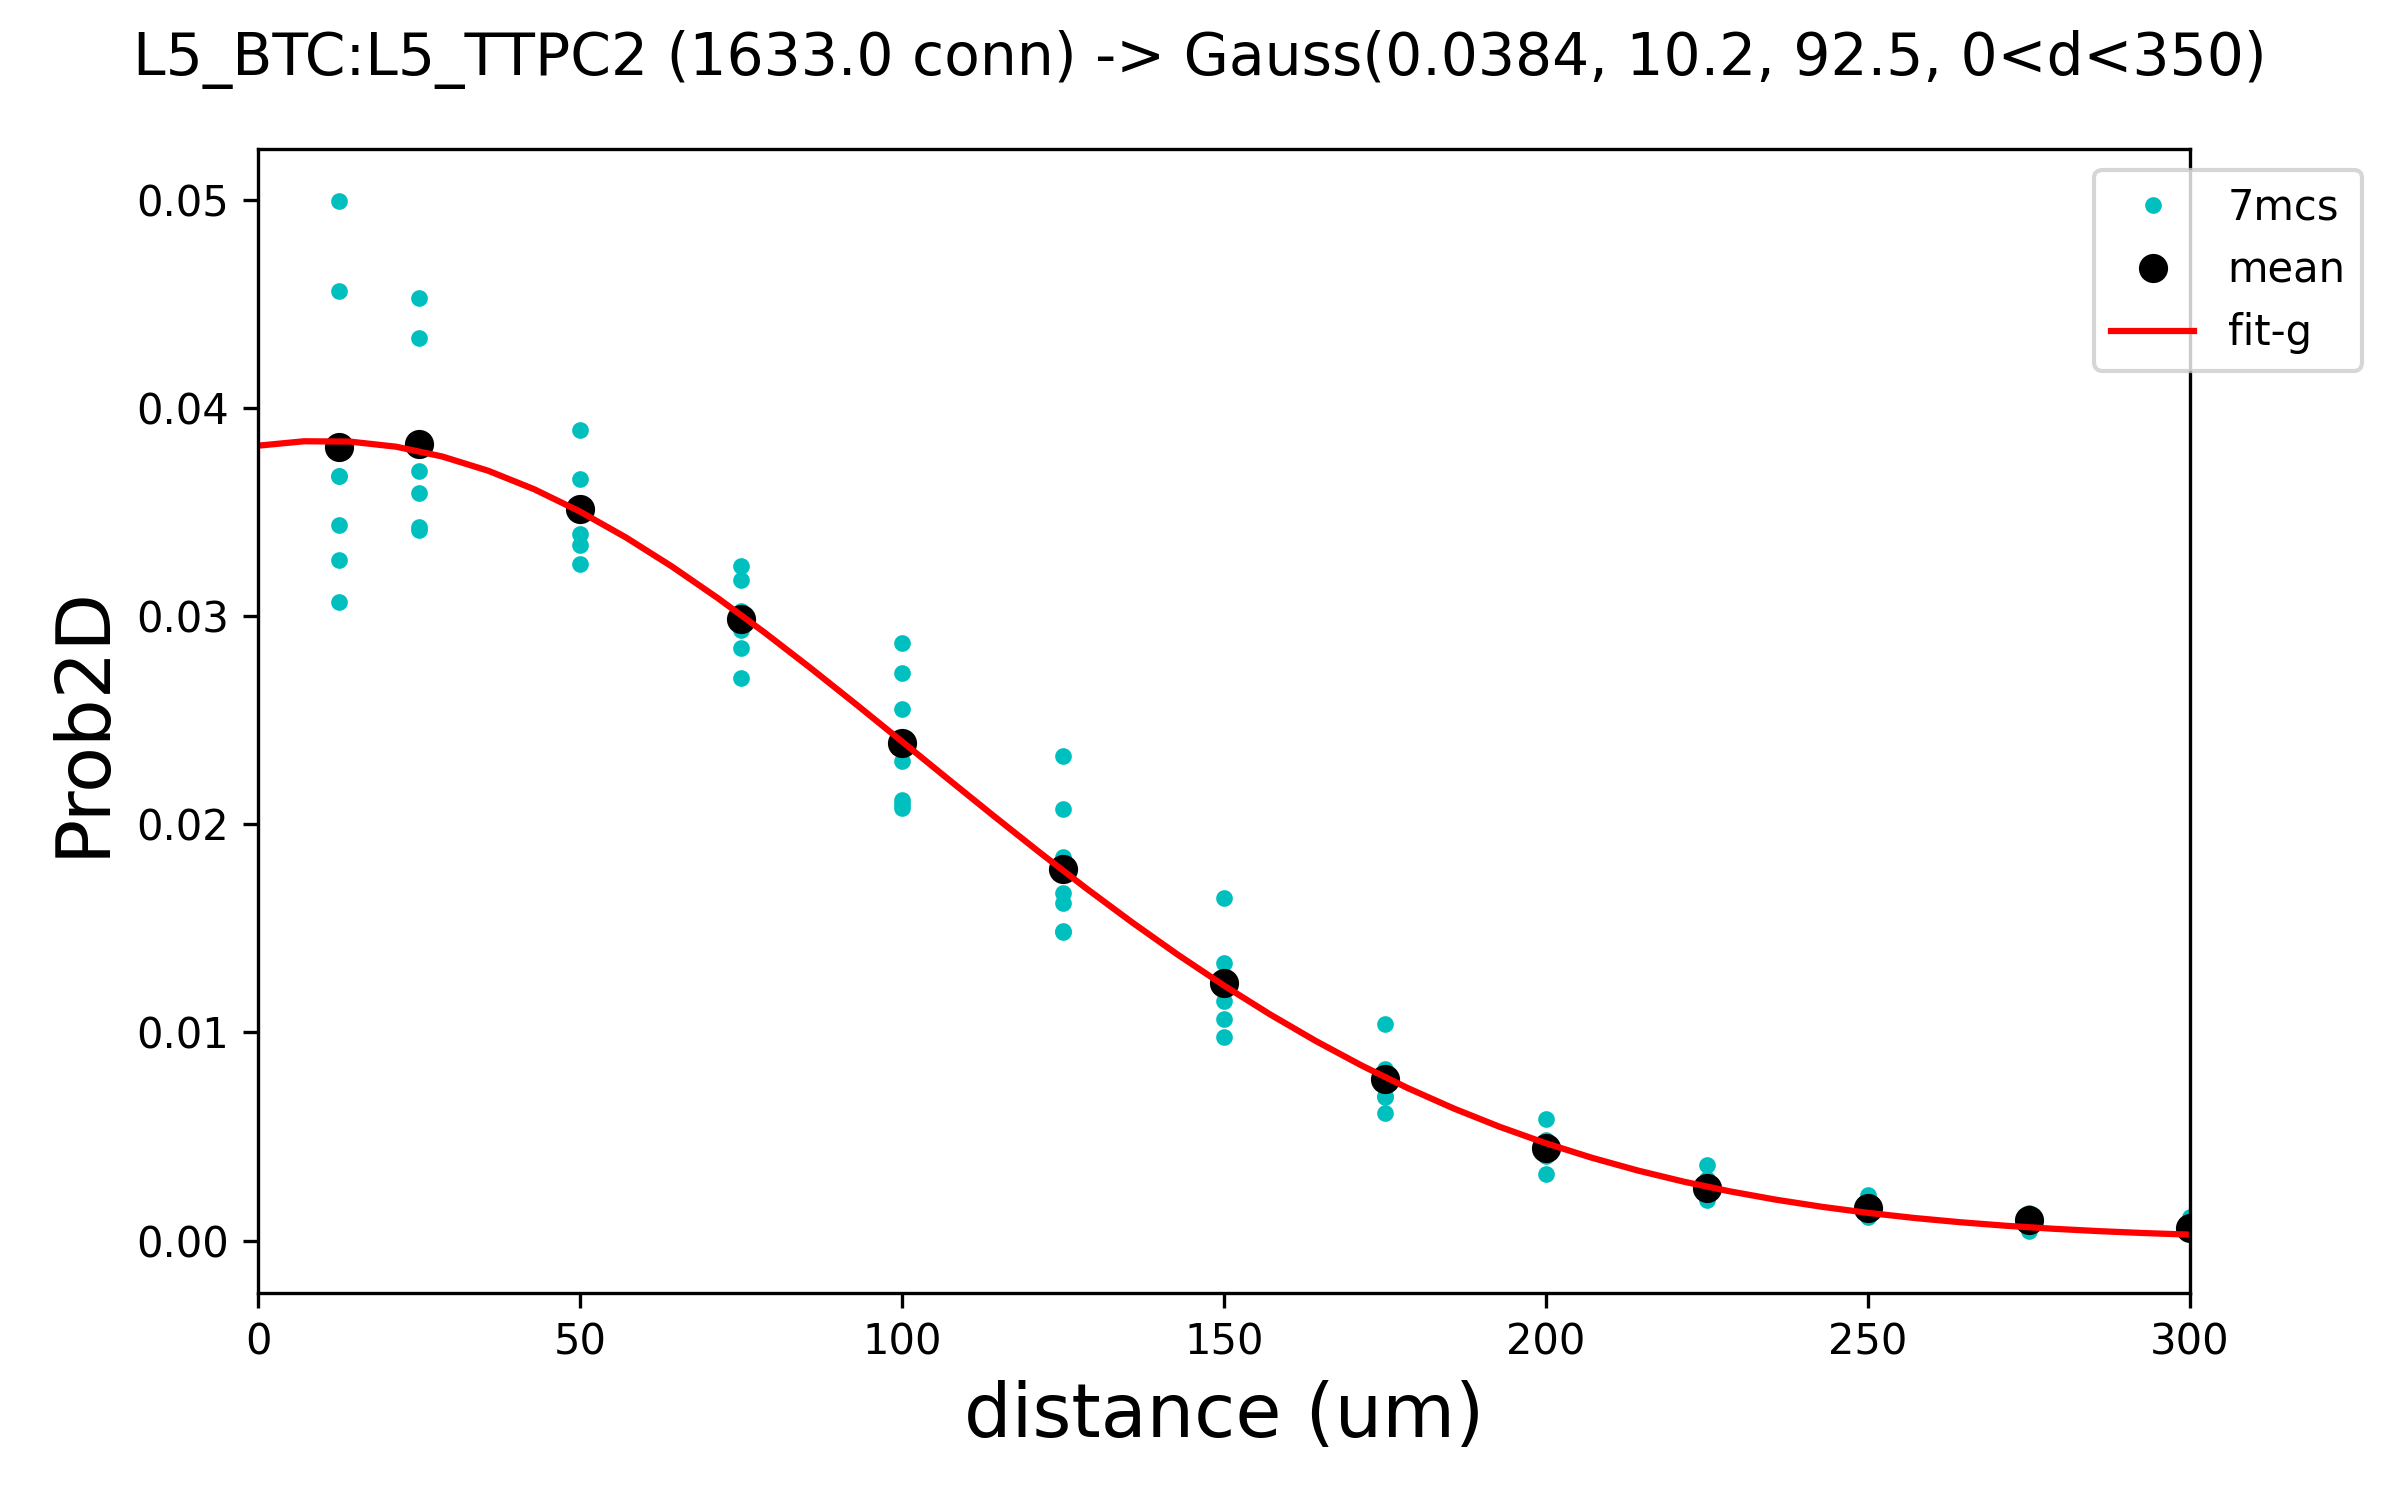 L5_BTC:L5_TTPC2 (1633.0 conn) -> Gauss(0.0384, 10.2, 92.5, 0<d<350)
7mcs
mean
fit-g
Prob2D
0.05
0.04
0.03
0.02
0.01
0.00
0 50 100 150 200 250 300
distance (um)